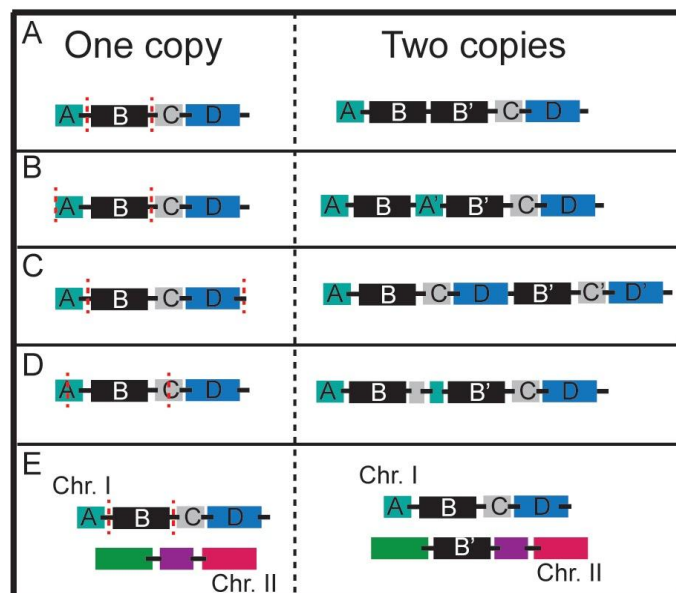 A One copy Two copies
A B C D A B B' C D
B
A B C D A B A' B' C D
C
A B C D A B C D B' C' D'
D
A B C D A B B' C D
E
Chr. I Chr. I
A B C D A B C D
B'
Chr. II Chr. II